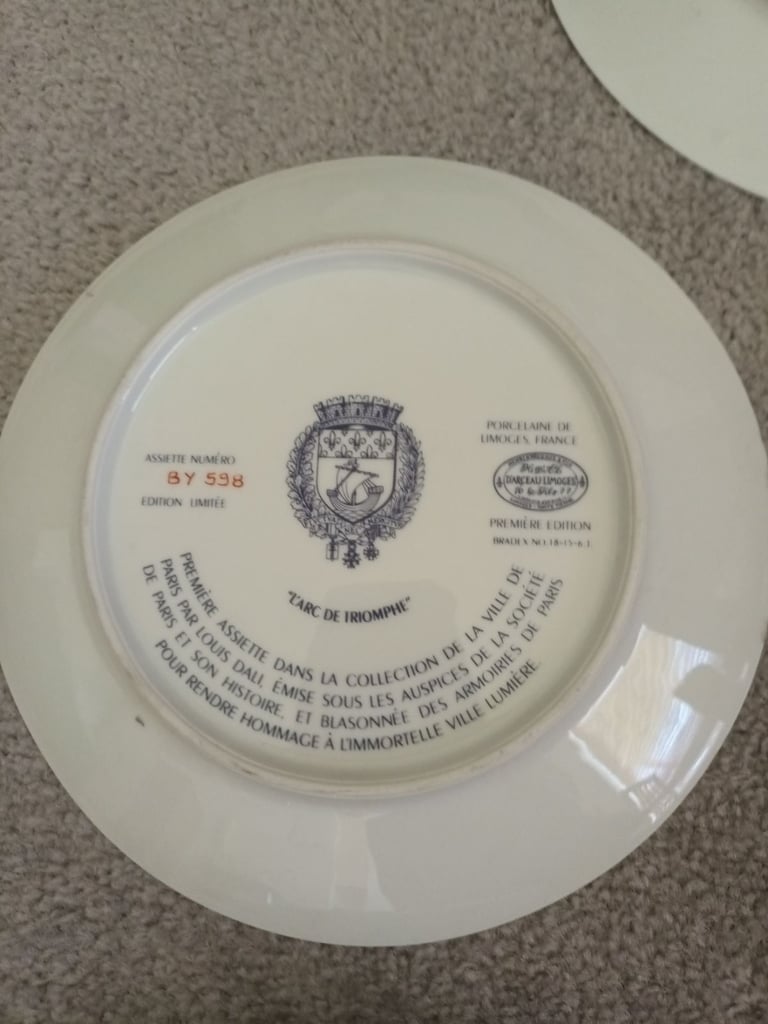 PORCELAINE DE
LIMOGES, FRANCE
ASSIETTE NUMÉRO
BY 598
EDITION LIMITÉE
D'ARCEAU LIMOGES
PREMIÈRE EDITION
BRADEX NO. 18-15-6.1.
"L'ARC DE TRIOMPHE"
PREMIÈRE ASSIETTE DANS LA COLLECTION DE LA VILLE DE
PARIS PAR LOUIS DALI, ÉMISE SOUS LES AUSPICES DE LA SOCIÉTÉ
DE PARIS ET SON HISTOIRE, ET BLASONNÉE DES ARMOIRIES DE PARIS
POUR RENDRE HOMMAGE À L'IMMORTELLE VILLE LUMIÈRE.